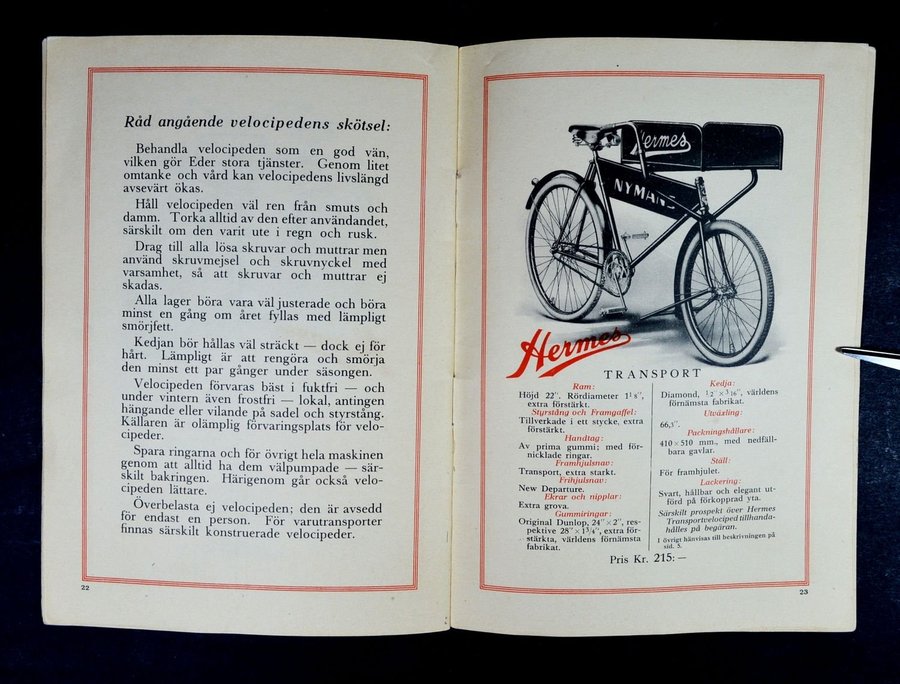 Råd angående velocipedens skötsel:
Behandla velocipeden som en god vän,
vilken gör Eder stora tjänster. Genom litet
omtanke och vård kan velocipedens livslängd
avsevärt ökas.
Håll velocipeden väl ren från smuts och
damm. Torka alltid av den efter användandet,
särskilt om den varit ute i regn och rusk.
Drag till alla lösa skruvar och muttrar men
använd skruvmejsel och skruvnyckel med
varsamhet, så att skruvar och muttrar ej
skadas.
Alla lager böra vara väl justerade och böra
minst en gång om året fyllas med lämpligt
smörjfett.
Kedjan bör hållas väl sträckt — dock ej för
hårt. Lämpligt är att rengöra och smörja
den minst ett par gånger under säsongen.
Velocipeden förvaras bäst i fuktfri — och
under vintern även frostfri — lokal, antingen
hängande eller vilande på sadel och styrstång.
Källaren är olämplig förvaringsplats för velo-
cipeder.
Spara ringarna och för övrigt hela maskinen
genom att alltid ha dem välpumpade — sär-
skilt bakringen. Härigenom går också velo-
cipeden lättare.
Överbelasta ej velocipeden; den är avsedd
för endast en person. För varutransporter
finnas särskilt konstruerade velocipeder.
22
Hermes
NYMANS
Hermes
TRANSPORT
Ram:
Höjd 22", Rördiameter 1 1/8",
extra förstärkt.
Styrstång och Framgaffel:
Tillverkade i ett stycke, extra
förstärkt.
Handtag:
Av prima gummi; med för-
nicklade ringar.
Framhjulsnav:
Transport, extra starkt.
Frihjulsnav:
New Departure.
Ekrar och nipplar:
Extra grova.
Gummiringar:
Original Dunlop, 24"×2", res-
pektive 28"×1 3/4", extra för-
stärkta, världens förnämsta
fabrikat.
Kedja:
Diamond, 1/2"×3/16", världens
förnämsta fabrikat.
Utväxling:
66,5".
Packningshållare:
410×510 mm., med nedfäll-
bara gavlar.
Ställ:
För framhjulet.
Lackering:
Svart, hållbar och elegant ut-
förd på förkopprad yta.
Särskilt prospekt över Hermes
Transportvelociped tillhanda-
hålles på begäran.
I övrigt hänvisas till beskrivningen på
sid. 5.
Pris Kr. 215:—
23